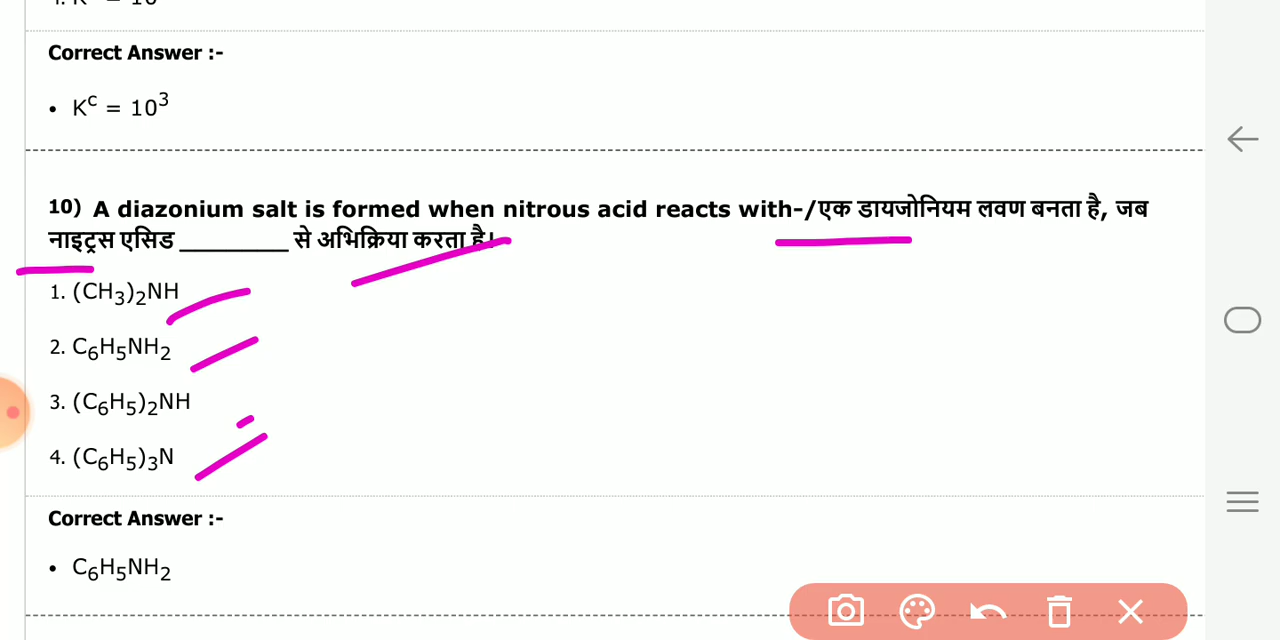 Correct Answer :-
• Kᶜ = 10³
10) A diazonium salt is formed when nitrous acid reacts with-/एक डायजोनियम लवण बनता है, जब
नाइट्रस एसिड ________ से अभिक्रिया करता है।
1. (CH₃)₂NH
2. C₆H₅NH₂
3. (C₆H₅)₂NH
4. (C₆H₅)₃N
Correct Answer :-
• C₆H₅NH₂